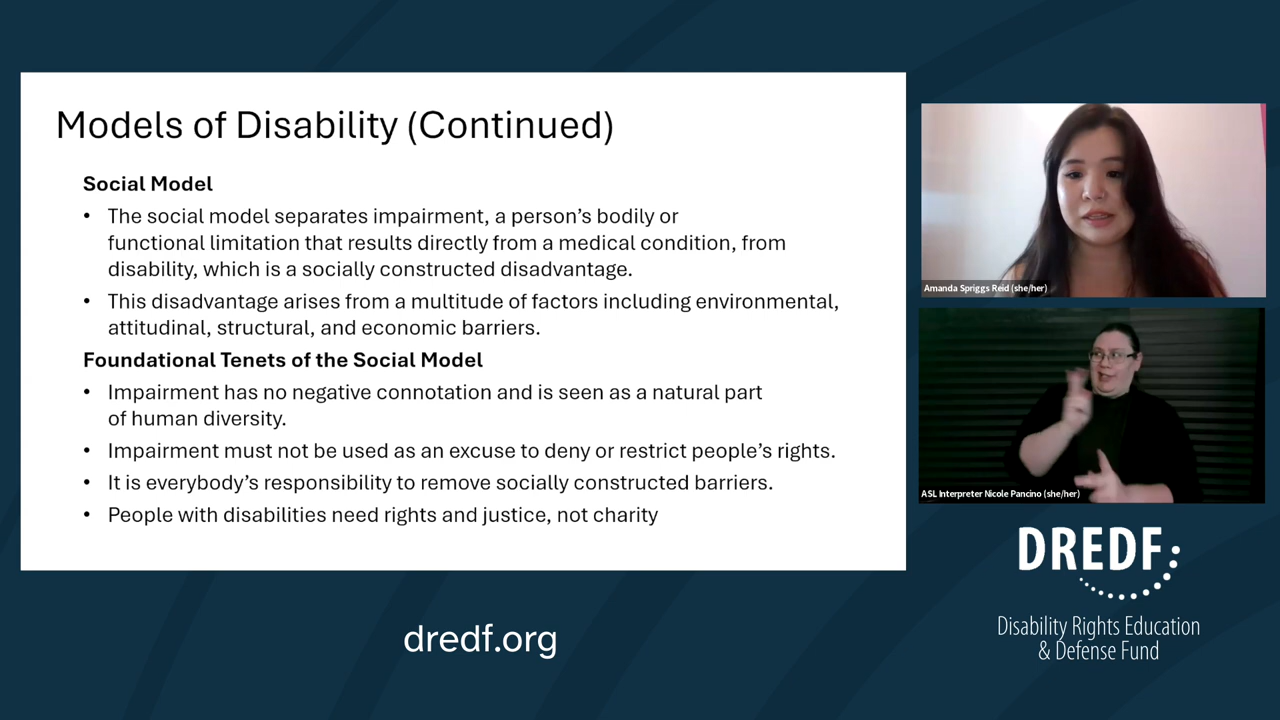 Models of Disability (Continued)
Social Model
• The social model separates impairment, a person’s bodily or
functional limitation that results directly from a medical condition, from
disability, which is a socially constructed disadvantage.
• This disadvantage arises from a multitude of factors including environmental,
attitudinal, structural, and economic barriers.
Foundational Tenets of the Social Model
• Impairment has no negative connotation and is seen as a natural part
of human diversity.
• Impairment must not be used as an excuse to deny or restrict people’s rights.
• It is everybody’s responsibility to remove socially constructed barriers.
• People with disabilities need rights and justice, not charity
Amanda Spriggs Reid (she/her)
ASL Interpreter Nicole Pancino (she/her)
DREDF
Disability Rights Education
& Defense Fund
dredf.org